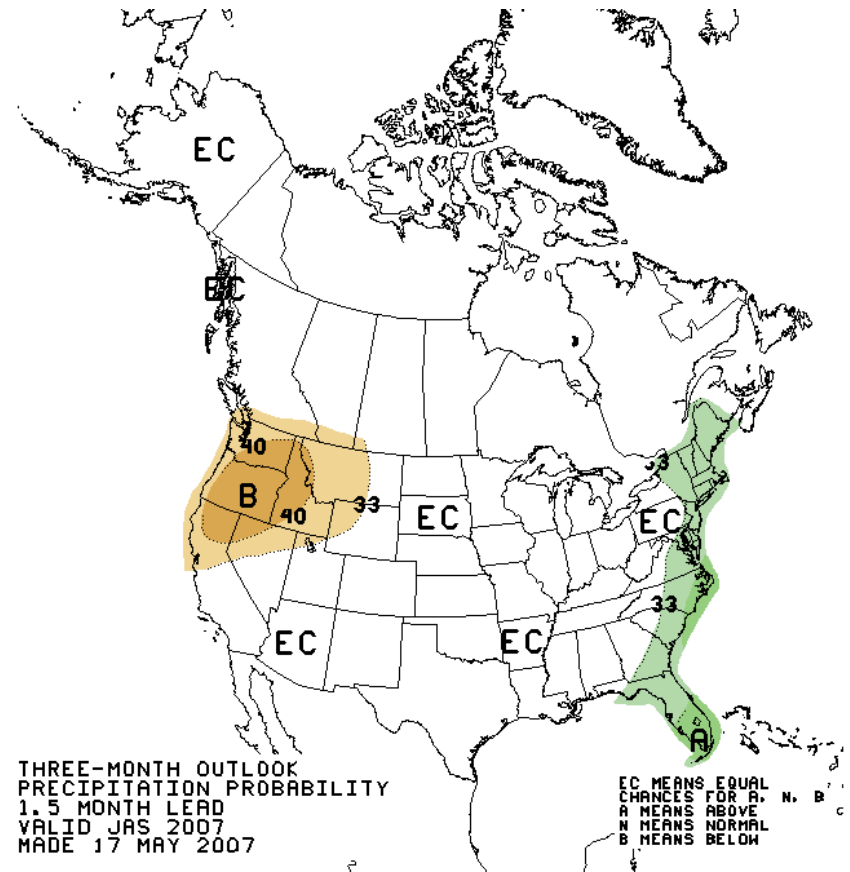 EC
EC
40
33
B
33
40
EC
EC
33
EC
EC
A
THREE-MONTH OUTLOOK
PRECIPITATION PROBABILITY
1.5 MONTH LEAD
VALID JAS 2007
MADE 17 MAY 2007
EC MEANS EQUAL
CHANCES FOR A, N, B
A MEANS ABOVE
N MEANS NORMAL
B MEANS BELOW